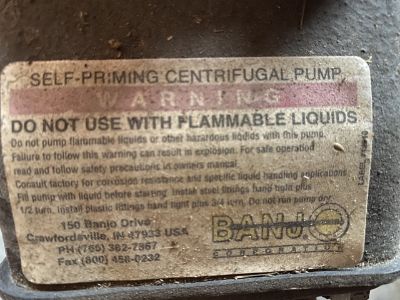 SELF-PRIMING CENTRIFUGAL PUMP
WARNING
DO NOT USE WITH FLAMMABLE LIQUIDS
Do not pump flammable liquids or other hazardous liquids with this pump.
Failure to follow this warning can result in explosion. For safe operation
read and follow safety precautions in owners manual.
Consult factory for corrosion resistance and specific liquid handling applications.
Fill pump with liquid before starting. Install steel fittings hand tight plus
1/2 turn. Install plastic fittings hand tight plus 3/4 turn. Do not run pump dry.
150 Banjo Drive
Crawfordsville, IN 47933 USA
PH (765) 362-7367
Fax (800) 458-0232
BANJO
CORPORATION
LABEL